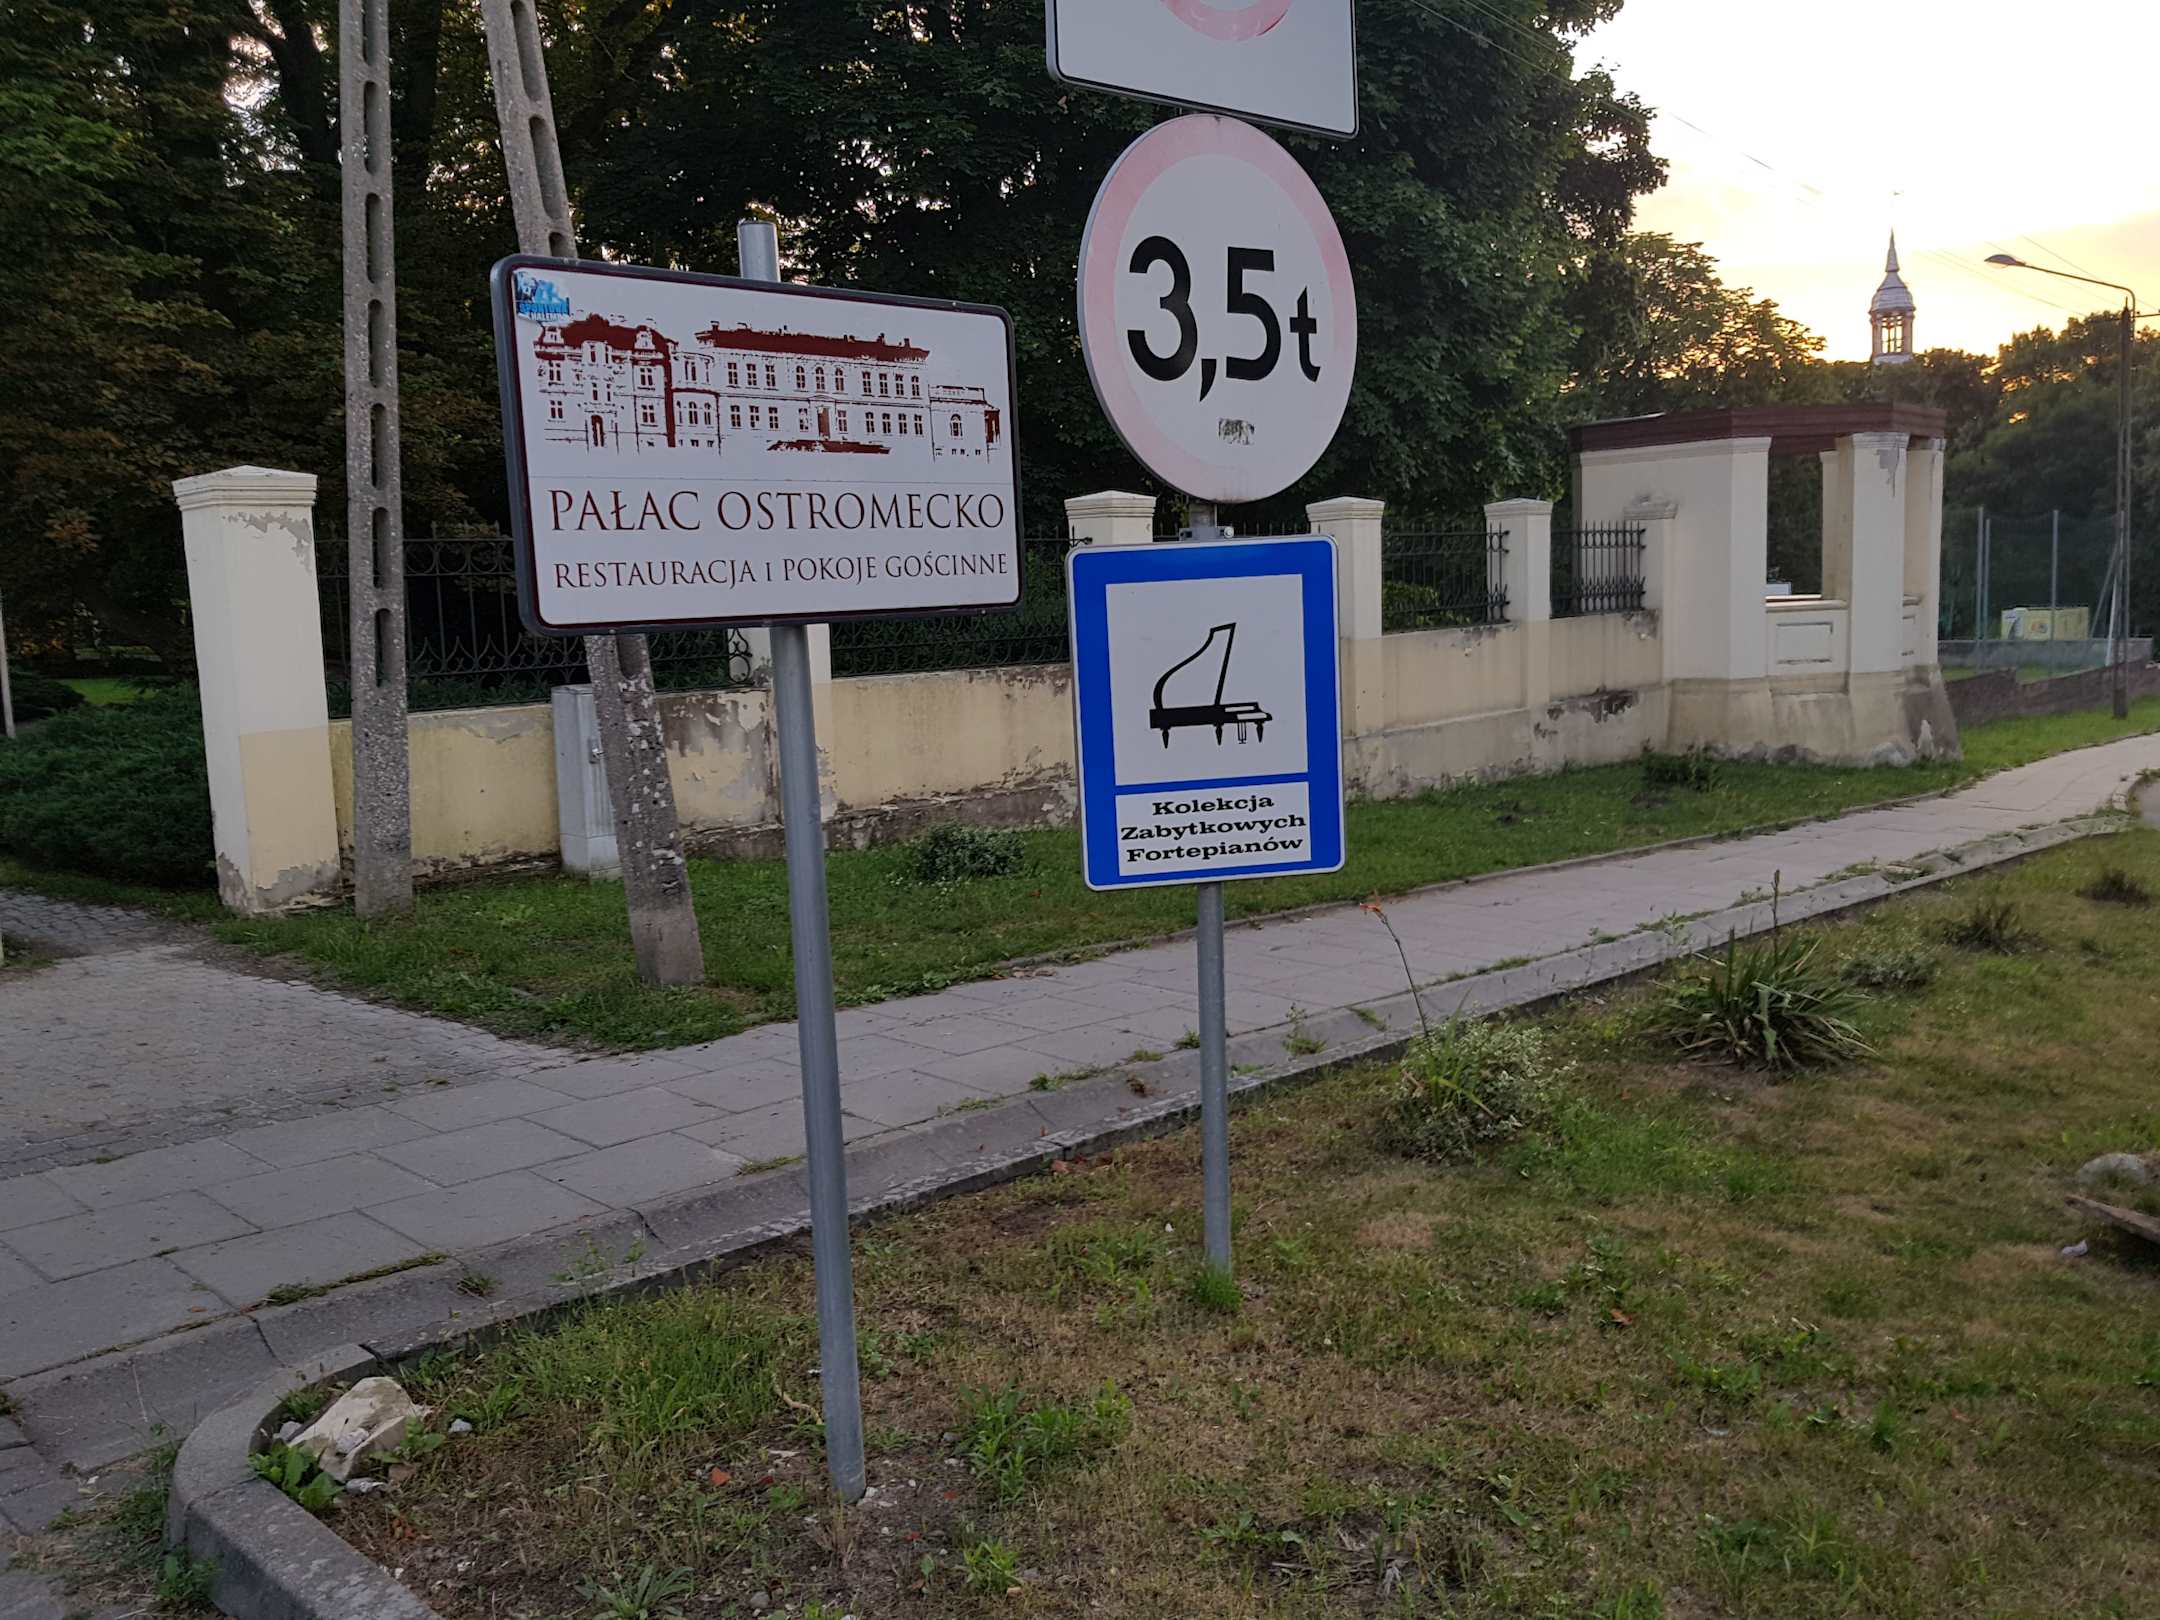 PAŁAC OSTROMECKO
RESTAURACJA I POKOJE GOŚCINNE
3,5t
Kolekcja
Zabytkowych
Fortepianów